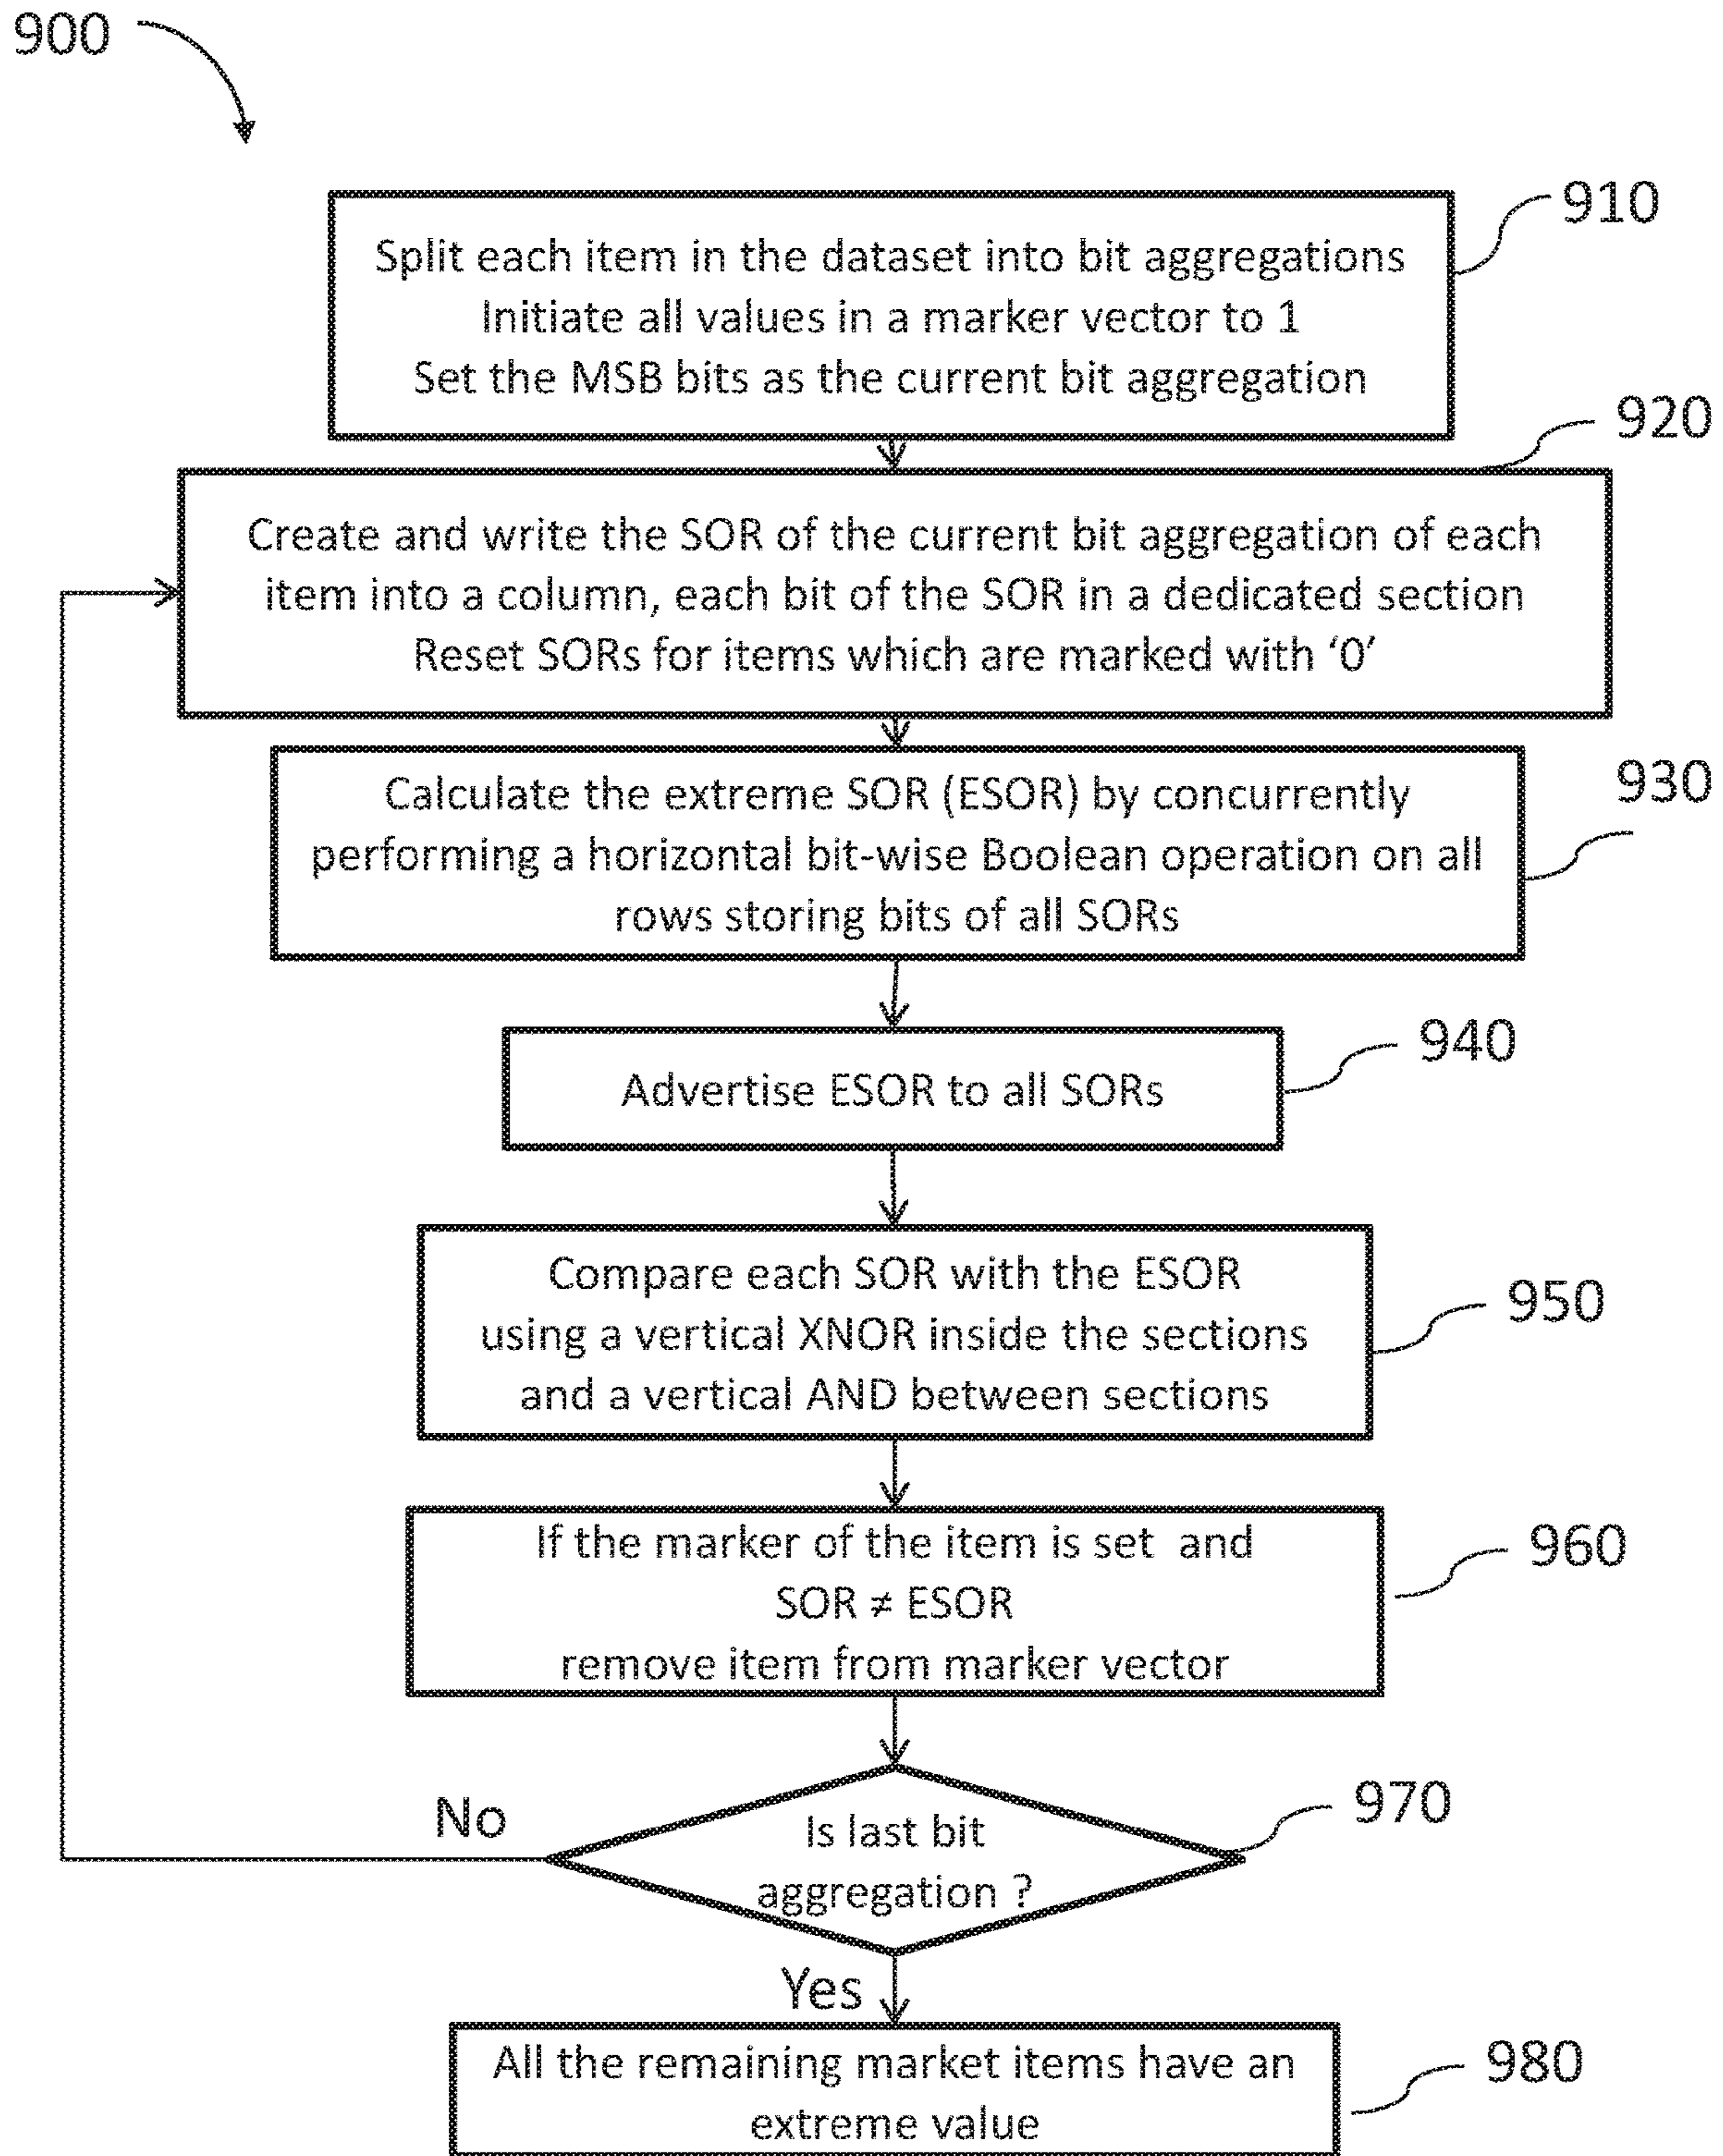 900
910
Split each item in the dataset into bit aggregations
Initiate all values in a marker vector to 1
Set the MSB bits as the current bit aggregation
920
Create and write the SOR of the current bit aggregation of each
item into a column, each bit of the SOR in a dedicated section
Reset SORs for items which are marked with ‘0’
930
Calculate the extreme SOR (ESOR) by concurrently
performing a horizontal bit-wise Boolean operation on all
rows storing bits of all SORs
940
Advertise ESOR to all SORs
950
Compare each SOR with the ESOR
using a vertical XNOR inside the sections
and a vertical AND between sections
960
If the marker of the item is set and
SOR ≠ ESOR
remove item from marker vector
970
No
Is last bit
aggregation ?
Yes
980
All the remaining market items have an
extreme value